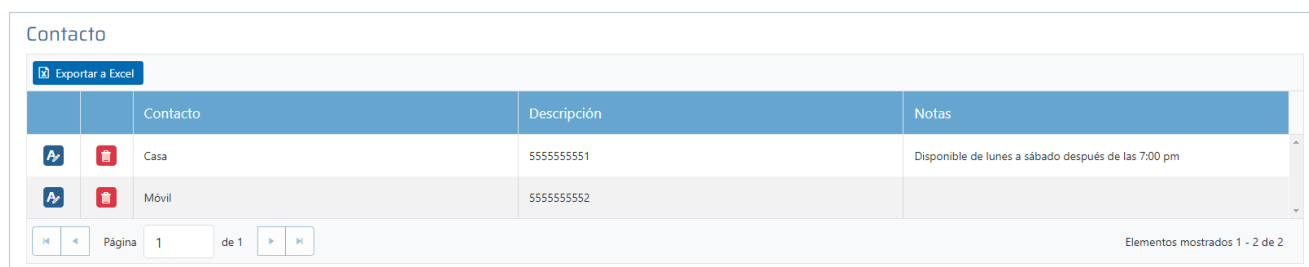 Contacto
Exportar a Excel
Contacto Descripción Notas
Casa 5555555551 Disponible de lunes a sábado después de las 7:00 pm
Móvil 5555555552
Página 1 de 1 Elementos mostrados 1 - 2 de 2